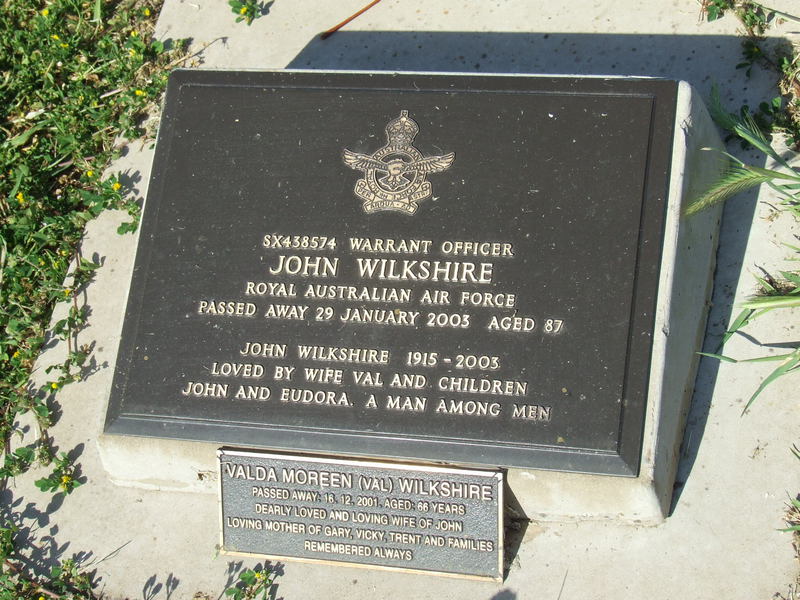 SX438574 WARRANT OFFICER
JOHN WILKSHIRE
ROYAL AUSTRALIAN AIR FORCE
PASSED AWAY 29 JANUARY 2003 AGED 87
JOHN WILKSHIRE 1915 - 2003
LOVED BY WIFE VAL AND CHILDREN
JOHN AND EUDORA. A MAN AMONG MEN
VALDA MOREEN (VAL) WILKSHIRE
PASSED AWAY: 16. 12. 2001, AGED: 66 YEARS
DEARLY LOVED AND LOVING WIFE OF JOHN
LOVING MOTHER OF GARY, VICKY, TRENT AND FAMILIES
REMEMBERED ALWAYS